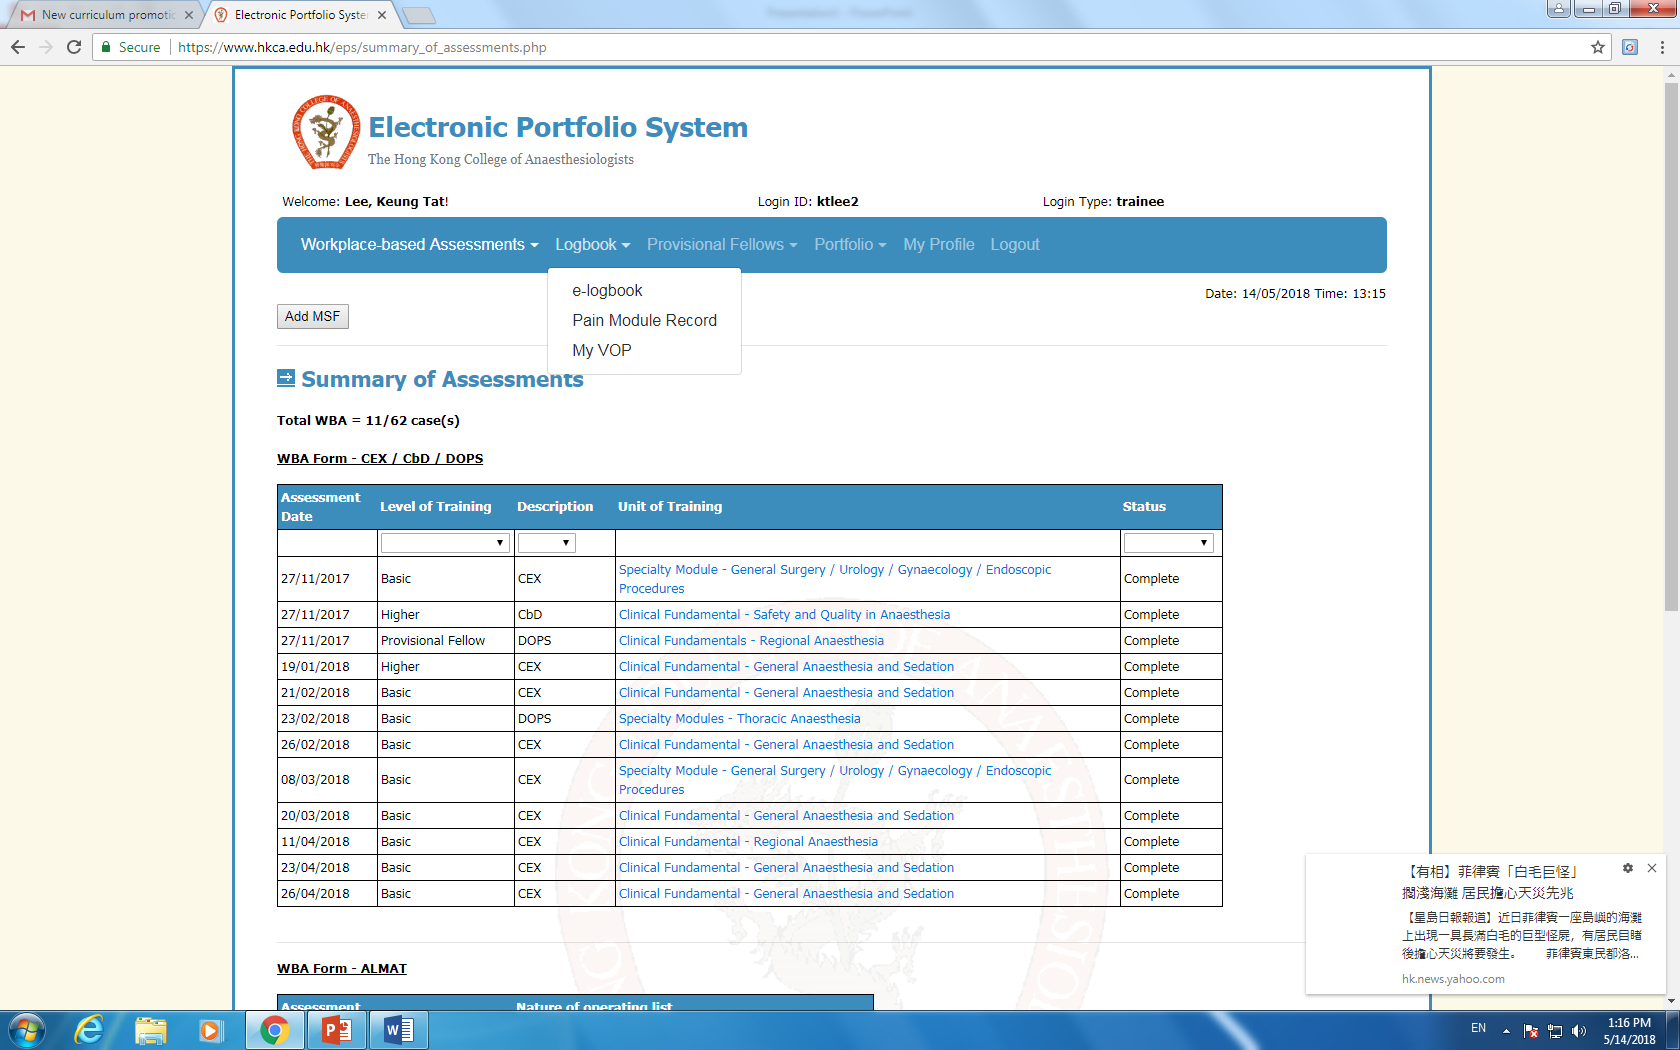 New curriculum promotic
Electronic Portfolio Syste
Secure
https://www.hkca.edu.hk/eps/summary_of_assessments.php
Electronic Portfolio System
The Hong Kong College of Anaesthesiologists
Welcome: Lee, Keung Tat!
Login ID: ktlee2
Login Type: trainee
Workplace-based Assessments
Logbook
Provisional Fellows
Portfolio
My Profile
Logout
e-logbook
Pain Module Record
My VOP
Date: 14/05/2018 Time: 13:15
Add MSF
Summary of Assessments
Total WBA = 11/62 case(s)
WBA Form - CEX / CbD / DOPS
Assessment Date Level of Training Description Unit of Training Status
27/11/2017 Basic CEX Specialty Module - General Surgery / Urology / Gynaecology / Endoscopic Procedures Complete
27/11/2017 Higher CbD Clinical Fundamental - Safety and Quality in Anaesthesia Complete
27/11/2017 Provisional Fellow DOPS Clinical Fundamentals - Regional Anaesthesia Complete
19/01/2018 Higher CEX Clinical Fundamental - General Anaesthesia and Sedation Complete
21/02/2018 Basic CEX Clinical Fundamental - General Anaesthesia and Sedation Complete
23/02/2018 Basic DOPS Specialty Modules - Thoracic Anaesthesia Complete
26/02/2018 Basic CEX Clinical Fundamental - General Anaesthesia and Sedation Complete
08/03/2018 Basic CEX Specialty Module - General Surgery / Urology / Gynaecology / Endoscopic Procedures Complete
20/03/2018 Basic CEX Clinical Fundamental - General Anaesthesia and Sedation Complete
11/04/2018 Basic CEX Clinical Fundamental - Regional Anaesthesia Complete
23/04/2018 Basic CEX Clinical Fundamental - General Anaesthesia and Sedation Complete
26/04/2018 Basic CEX Clinical Fundamental - General Anaesthesia and Sedation Complete
WBA Form - ALMAT
Assessment Nature of operating list
【有相】菲律賓「白毛巨怪」
擱淺海灘 居民擔心天災先兆
【星島日報報道】近日菲律賓一座島嶼的海灘
上出現一具長滿白毛的巨型怪屍，有居民目睹
後擔心天災將要發生。 菲律賓東民都洛...
hk.news.yahoo.com
EN
1:16 PM
5/14/2018